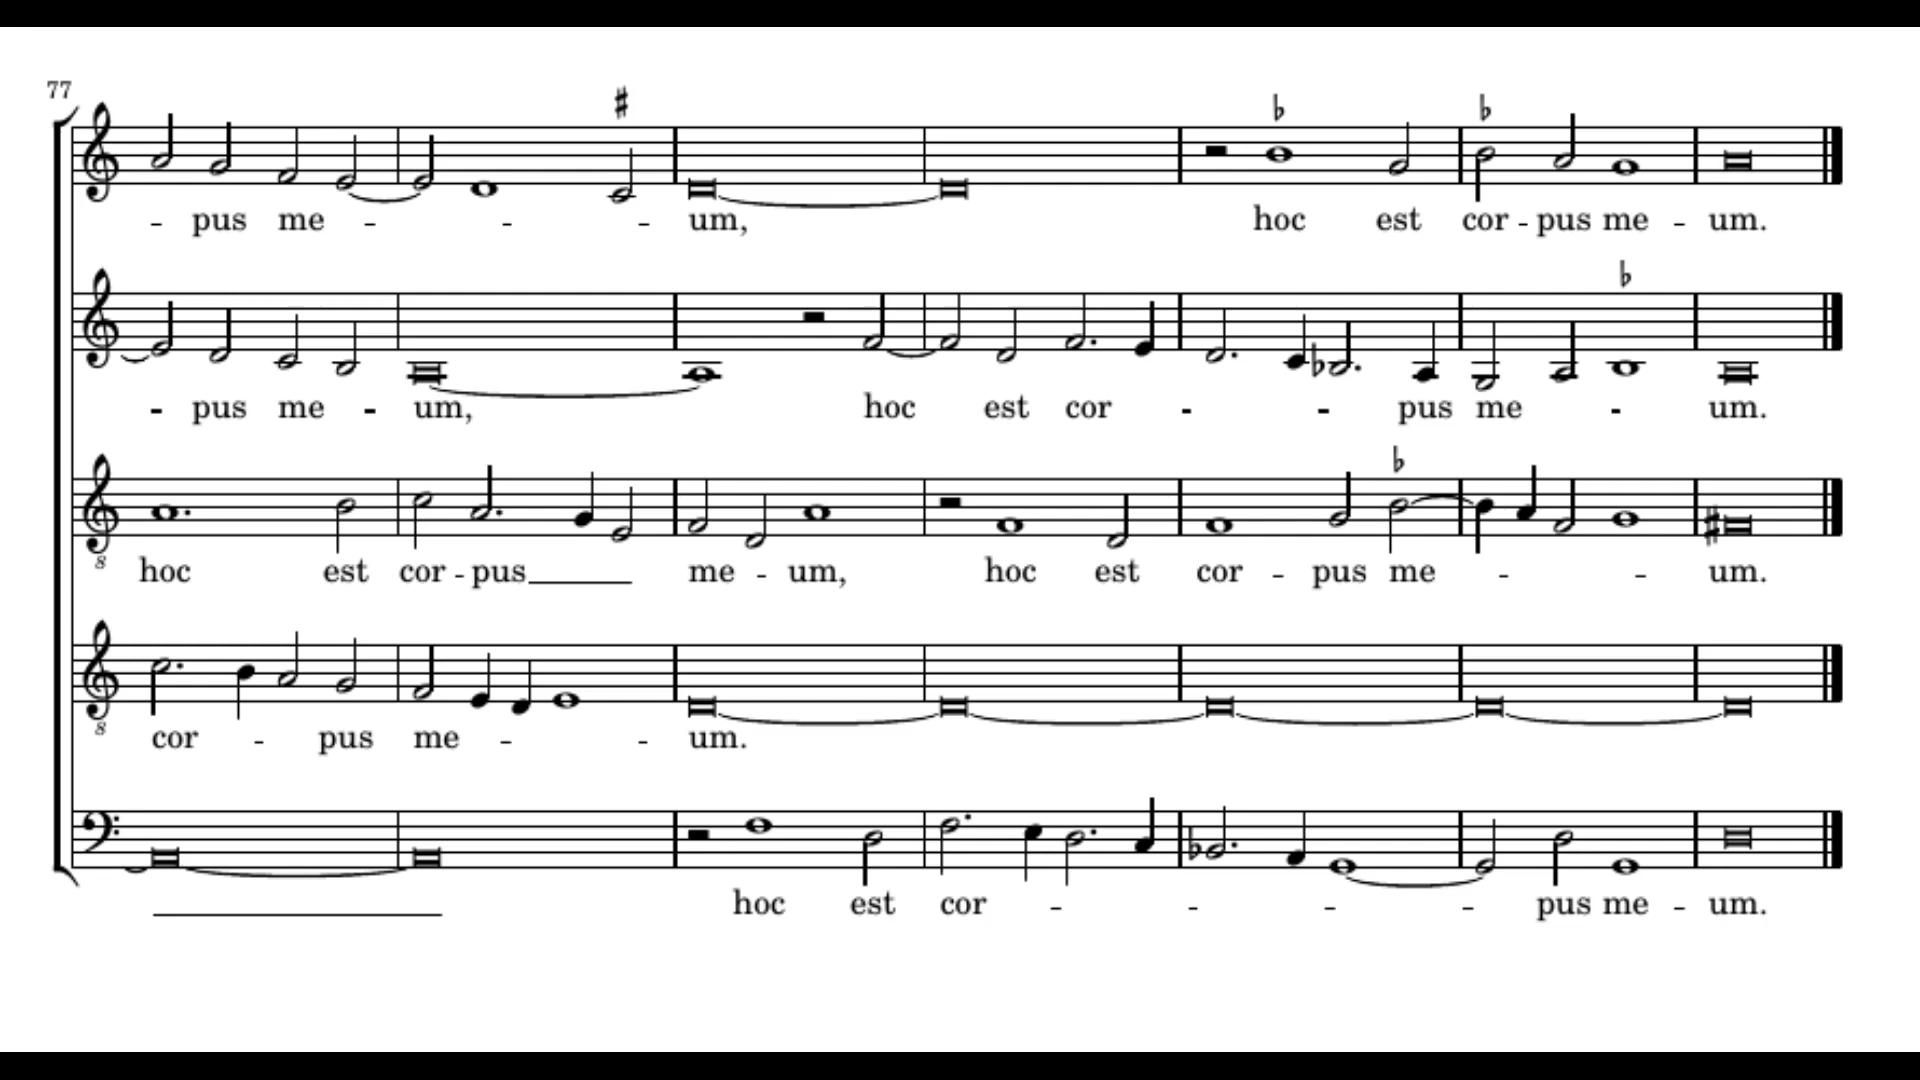 77
- pus me - - - um, hoc est cor - pus me - um.
- pus me - um, hoc est cor - - pus me - um.
8
hoc est cor - pus___ me - um, hoc est cor - pus me - - um.
8
cor - pus me - - um.
___ hoc est cor - - - - pus me - um.